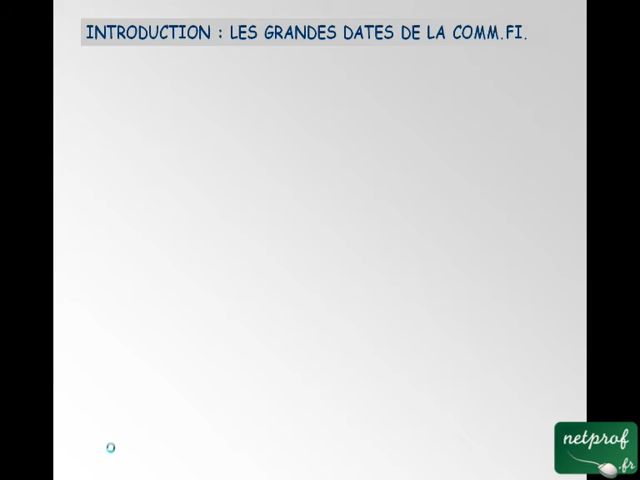 INTRODUCTION : LES GRANDES DATES DE LA COMM.FI.
netprof
.fr